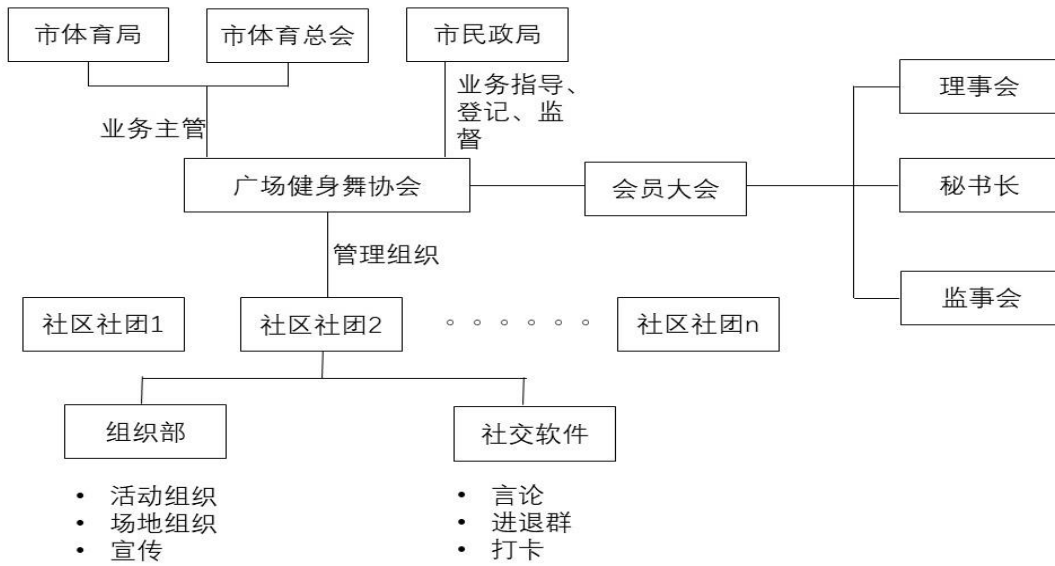 市体育局
市体育总会
市民政局
业务主管
业务指导、
登记、监
督
理事会
广场健身舞协会
会员大会
秘书长
管理组织
监事会
社区社团1
社区社团2
。。。。。。
社区社团n
组织部
社交软件
• 活动组织
• 场地组织
• 宣传
• 言论
• 进退群
• 打卡